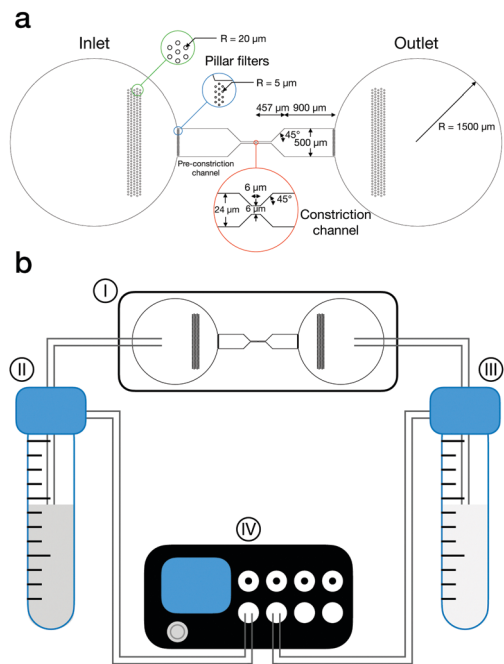 a
Inlet
R = 20 μm
Pillar filters
R = 5 μm
Outlet
457 μm
900 μm
45°
500 μm
R = 1500 μm
Pre-constriction
channel
6 μm
45°
24 μm
6 μm
Constriction
channel
b
I
II
III
IV